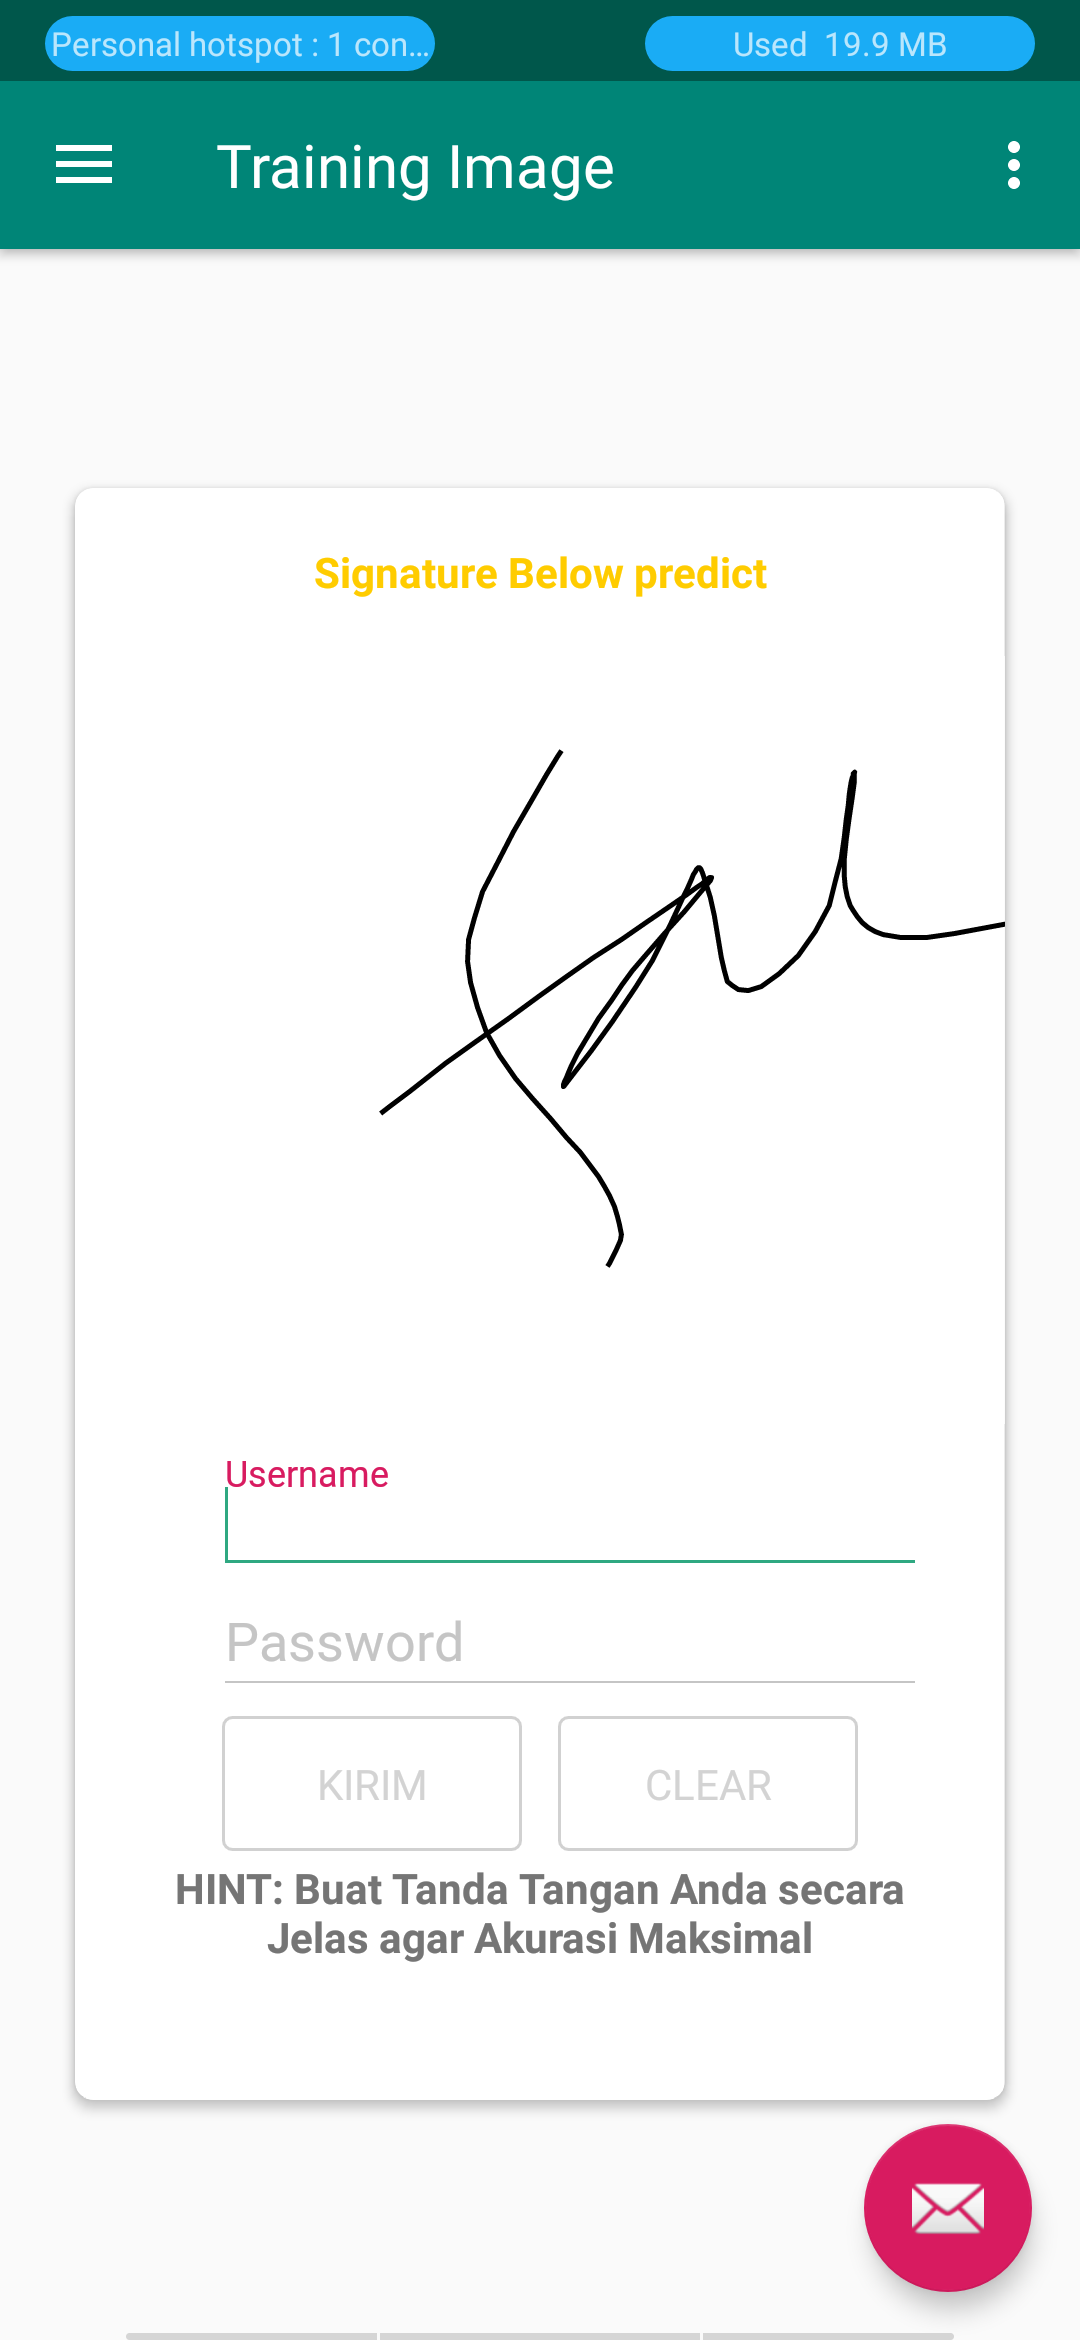 Personal hotspot : 1 con...
Used 19.9 MB
Training Image
Signature Below predict
Username
Password
KIRIM
CLEAR
HINT: Buat Tanda Tangan Anda secara
Jelas agar Akurasi Maksimal